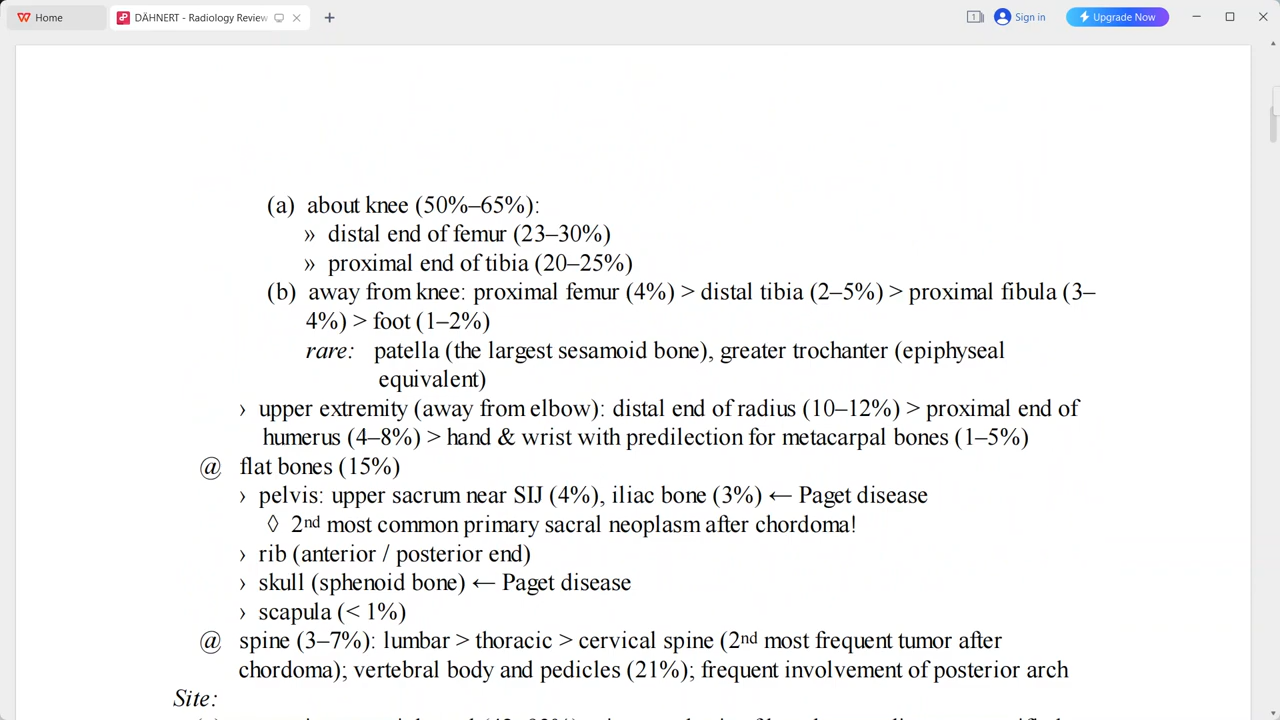 Home
DÄHNERT - Radiology Review
1
Sign in
Upgrade Now
(a) about knee (50%–65%):
» distal end of femur (23–30%)
» proximal end of tibia (20–25%)
(b) away from knee: proximal femur (4%) > distal tibia (2–5%) > proximal fibula (3–
4%) > foot (1–2%)
rare: patella (the largest sesamoid bone), greater trochanter (epiphyseal
equivalent)
› upper extremity (away from elbow): distal end of radius (10–12%) > proximal end of
humerus (4–8%) > hand & wrist with predilection for metacarpal bones (1–5%)
@ flat bones (15%)
› pelvis: upper sacrum near SIJ (4%), iliac bone (3%) ← Paget disease
◊ 2nd most common primary sacral neoplasm after chordoma!
› rib (anterior / posterior end)
› skull (sphenoid bone) ← Paget disease
› scapula (< 1%)
@ spine (3–7%): lumbar > thoracic > cervical spine (2nd most frequent tumor after
chordoma); vertebral body and pedicles (21%); frequent involvement of posterior arch
Site: